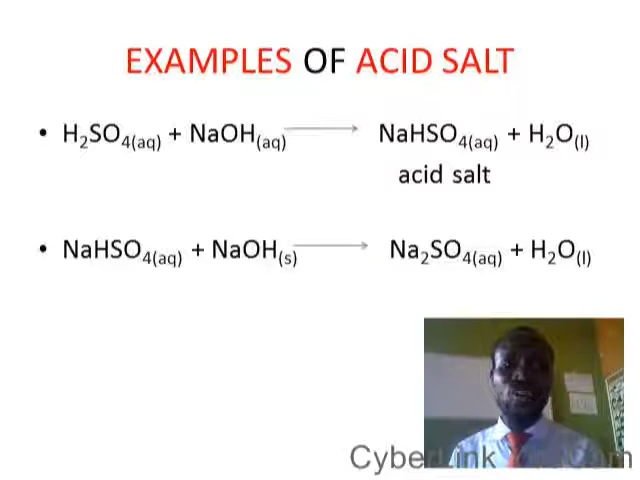 EXAMPLES OF ACID SALT
• H₂SO₄(aq) + NaOH(aq) → NaHSO₄(aq) + H₂O(l)
acid salt
• NaHSO₄(aq) + NaOH(s) → Na₂SO₄(aq) + H₂O(l)
CyberLink